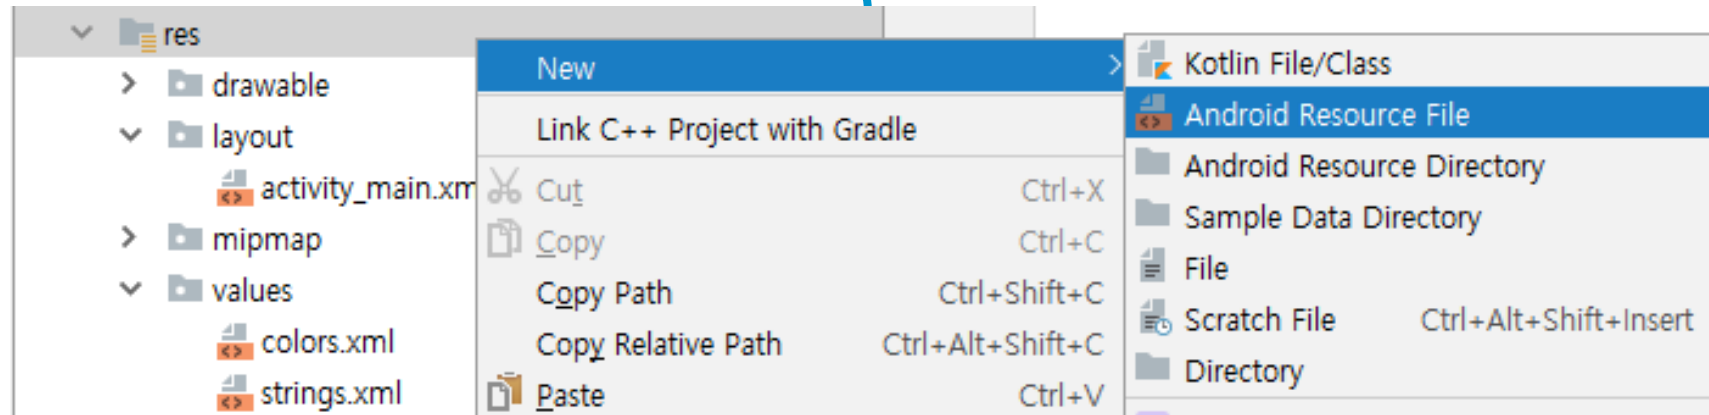 res
drawable
layout
activity_main.xm
mipmap
values
colors.xml
strings.xml
New
Link C++ Project with Gradle
Cut Ctrl+X
Copy Ctrl+C
Copy Path Ctrl+Shift+C
Copy Relative Path Ctrl+Alt+Shift+C
Paste Ctrl+V
Kotlin File/Class
Android Resource File
Android Resource Directory
Sample Data Directory
File
Scratch File Ctrl+Alt+Shift+Insert
Directory